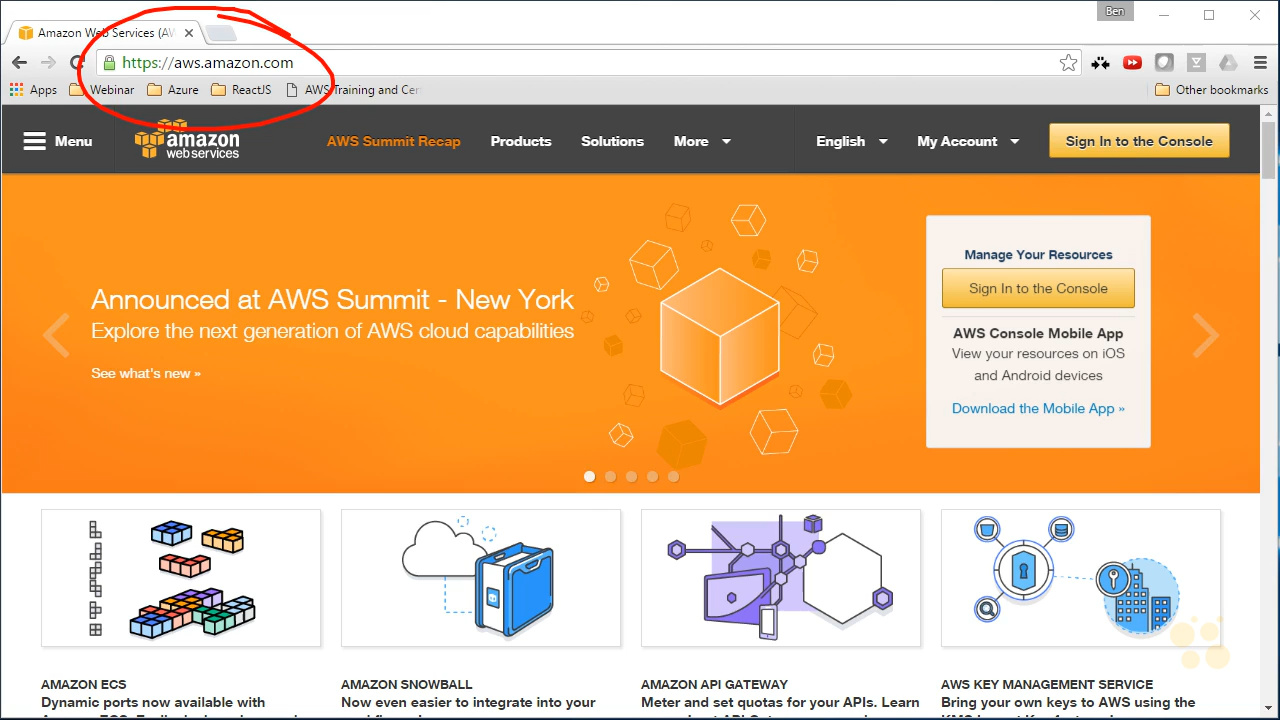 Ben
Amazon Web Services (AW
https://aws.amazon.com
Apps Webinar Azure ReactJS AWS Training and Cer Other bookmarks
Menu
amazon
web services
AWS Summit Recap Products Solutions More English My Account Sign In to the Console
Announced at AWS Summit - New York
Explore the next generation of AWS cloud capabilities
See what's new »
Manage Your Resources
Sign In to the Console
AWS Console Mobile App
View your resources on iOS
and Android devices
Download the Mobile App »
AMAZON ECS
Dynamic ports now available with
AMAZON SNOWBALL
Now even easier to integrate into your
AMAZON API GATEWAY
Meter and set quotas for your APIs. Learn
AWS KEY MANAGEMENT SERVICE
Bring your own keys to AWS using the